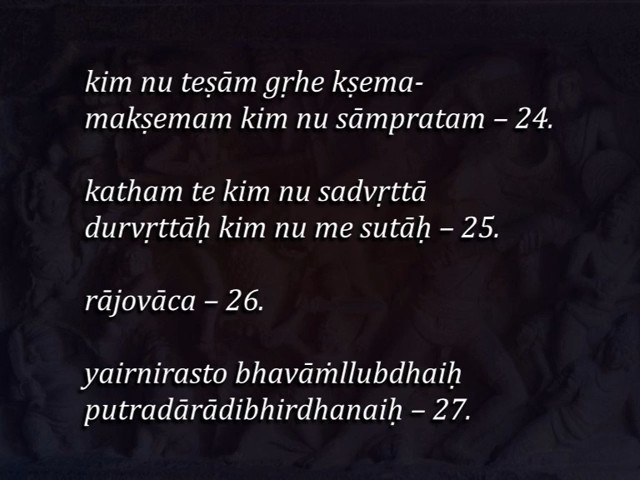 kim nu teṣām gṛhe kṣema-
makṣemam kim nu sāmpratam – 24.
katham te kim nu sadvṛttā
durvṛttāḥ kim nu me sutāḥ – 25.
rājovāca – 26.
yairnirasto bhavāṁllubdhaiḥ
putradārādibhirdhanaiḥ – 27.